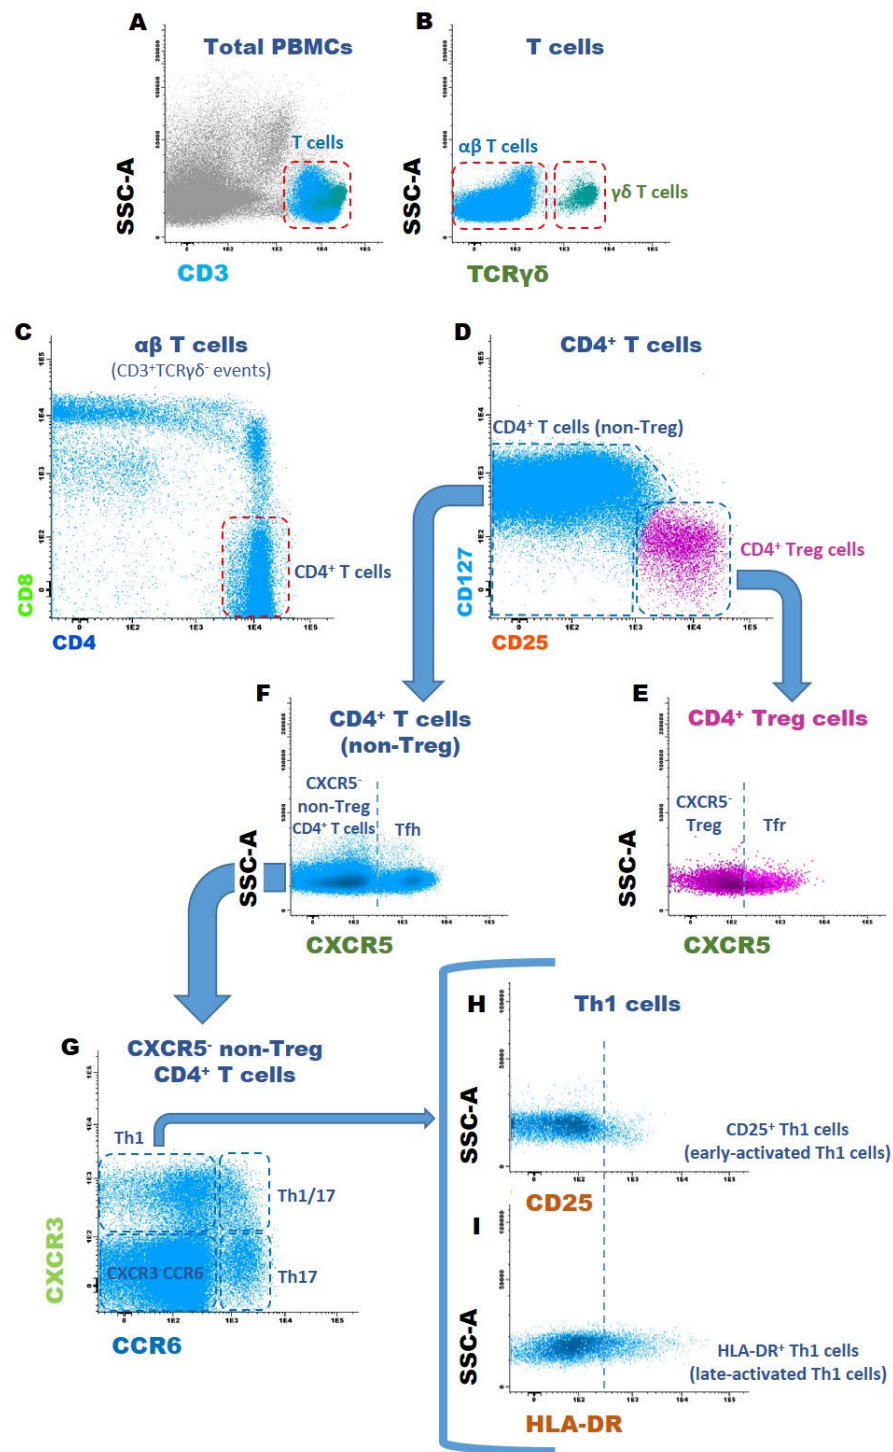 A
Total PBMCs
T cells
SSC-A
CD3
B
T cells
αβ T cells
γδ T cells
SSC-A
TCRγδ
C
αβ T cells
(CD3⁺TCRγδ⁻ events)
CD4⁺ T cells
CD8
CD4
D
CD4⁺ T cells
CD4⁺ T cells (non-Treg)
CD4⁺ Treg cells
CD127
CD25
F
CD4⁺ T cells
(non-Treg)
CXCR5⁻
non-Treg
CD4⁺ T cells
Tfh
SSC-A
CXCR5
E
CD4⁺ Treg cells
CXCR5⁻
Treg
Tfr
SSC-A
CXCR5
G
CXCR5⁻ non-Treg
CD4⁺ T cells
Th1
Th1/17
CXCR3⁻CCR6⁻
Th17
CXCR3
CCR6
H
Th1 cells
CD25⁺ Th1 cells
(early-activated Th1 cells)
SSC-A
CD25
I
HLA-DR⁺ Th1 cells
(late-activated Th1 cells)
SSC-A
HLA-DR